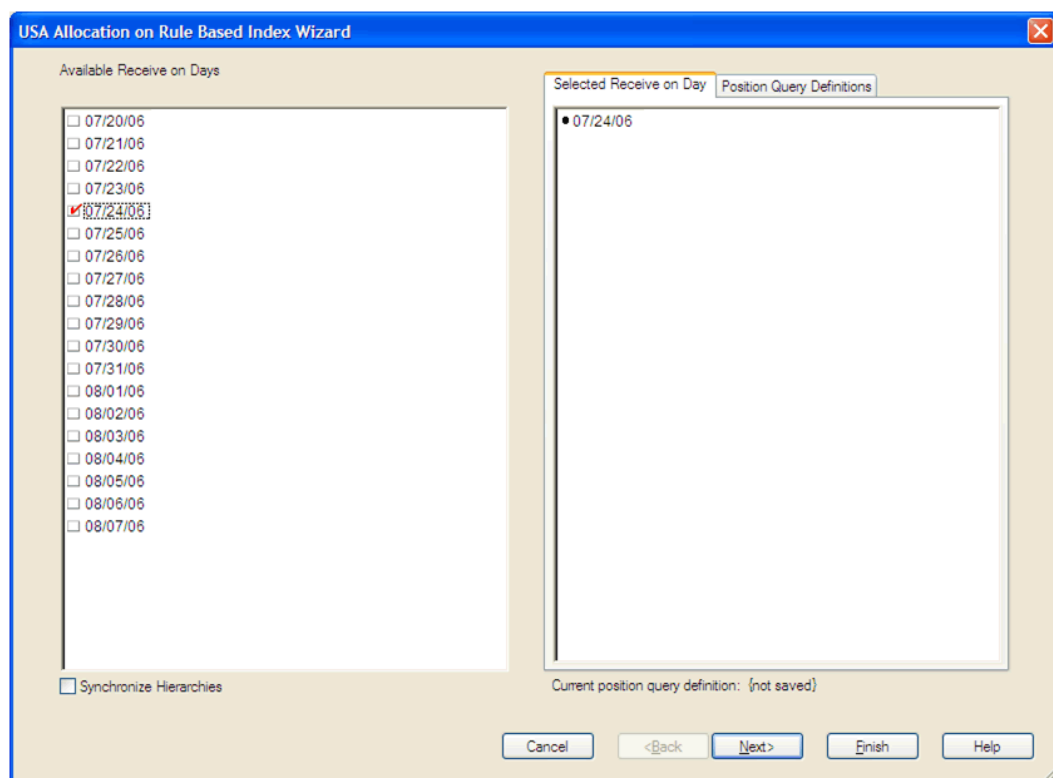 USA Allocation on Rule Based Index Wizard
Available Receive on Days
07/20/06
07/21/06
07/22/06
07/23/06
07/24/06
07/25/06
07/26/06
07/27/06
07/28/06
07/29/06
07/30/06
07/31/06
08/01/06
08/02/06
08/03/06
08/04/06
08/05/06
08/06/06
08/07/06
Synchronize Hierarchies
Selected Receive on Day
Position Query Definitions
07/24/06
Current position query definition: {not saved}
Cancel
<Back
Next>
Finish
Help